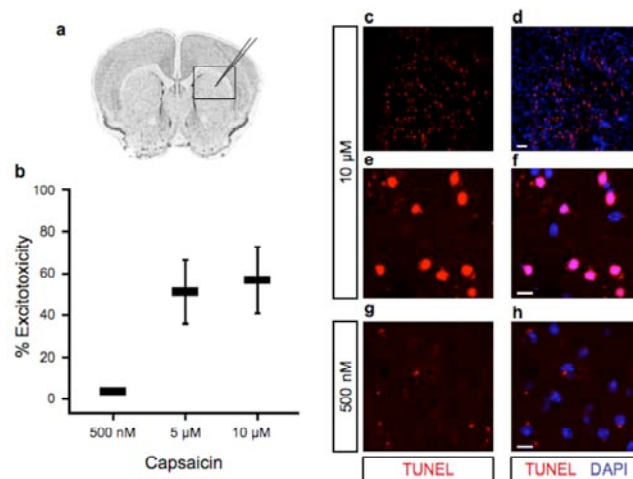 a
b
% Excitotoxicity
100
80
60
40
20
0
500 nM
5 µM
10 µM
Capsaicin
c
d
10 µM
e
f
g
h
500 nM
TUNEL
TUNEL DAPI